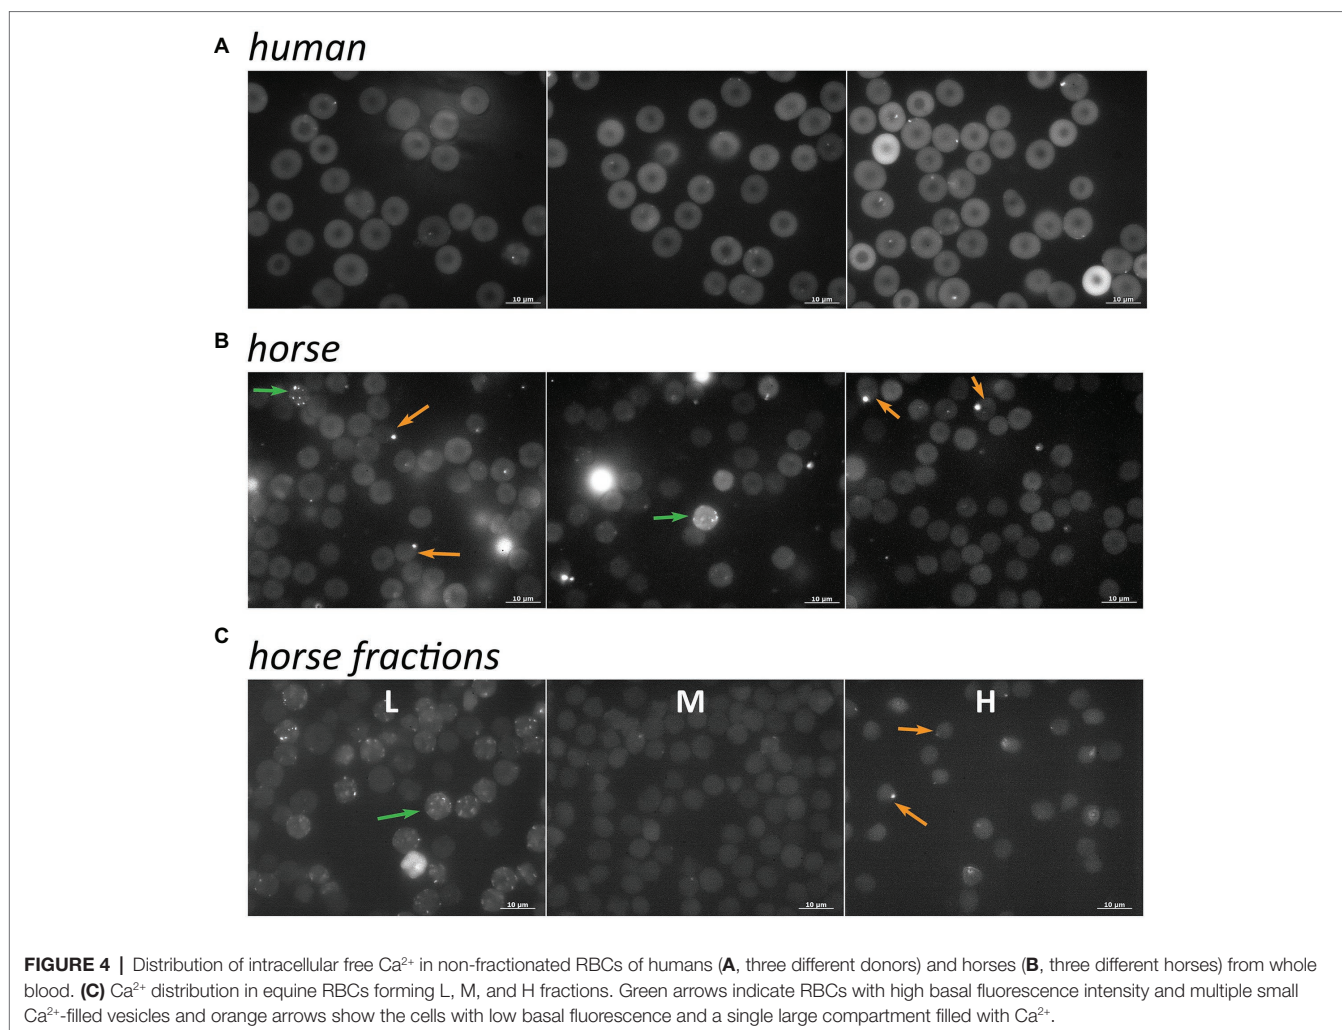 A human
10 µm 10 µm 10 µm
B horse
10 µm 10 µm 10 µm
C horse fractions
L M H
10 µm 10 µm 10 µm
FIGURE 4 | Distribution of intracellular free Ca²⁺ in non-fractionated RBCs of humans (A, three different donors) and horses (B, three different horses) from whole
blood. (C) Ca²⁺ distribution in equine RBCs forming L, M, and H fractions. Green arrows indicate RBCs with high basal fluorescence intensity and multiple small
Ca²⁺-filled vesicles and orange arrows show the cells with low basal fluorescence and a single large compartment filled with Ca²⁺.